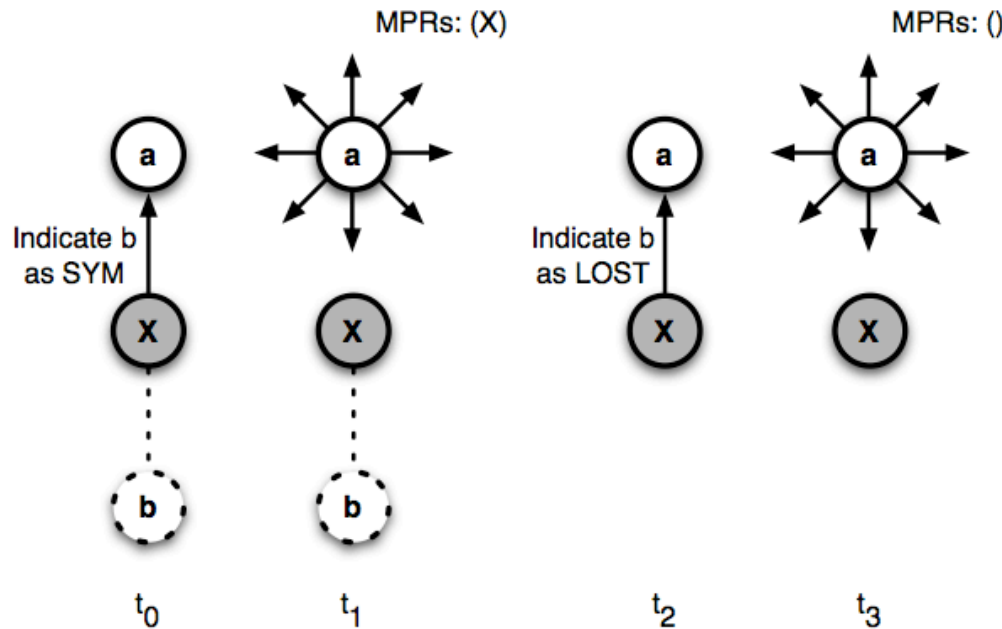 MPRs: (X)
MPRs: ()
a
a
a
a
Indicate b
as SYM
Indicate b
as LOST
X
X
X
X
b
b
t0
t1
t2
t3